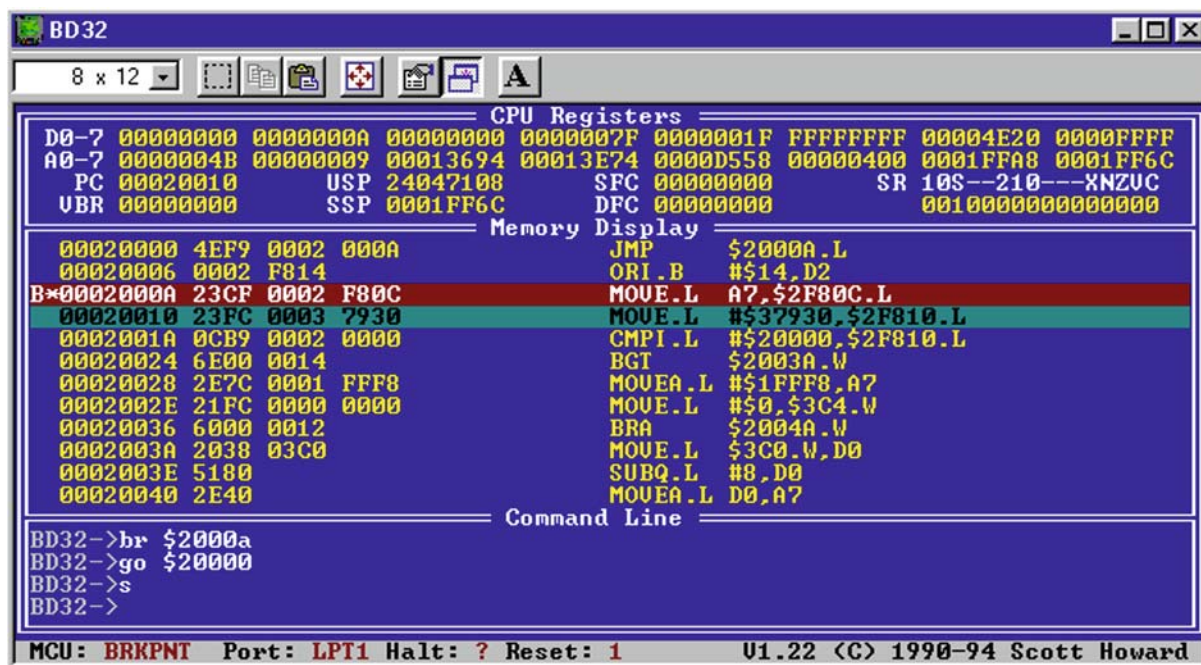 BD32
8 x 12
A
CPU Registers
D0-7 00000000 0000000A 00000000 0000007F 0000001F FFFFFFFF 00004E20 0000FFFF
A0-7 0000004B 00000009 00013694 00013E74 0000D558 00000400 0001FFA8 0001FF6C
PC 00020010 USP 24047108 SFC 00000000 SR 10S--210---XNZVC
VBR 00000000 SSP 0001FF6C DFC 00000000 0010000000000000
Memory Display
00020000 4EF9 0002 000A JMP $2000A.L
00020006 0002 F814 ORI.B #$14,D2
B*0002000A 23CF 0002 F80C MOVE.L A7,$2F80C.L
00020010 23FC 0003 7930 MOVE.L #$37930,$2F810.L
0002001A 0CB9 0002 0000 CMPI.L #$20000,$2F810.L
00020024 6E00 0014 BGT $2003A.W
00020028 2E7C 0001 FFF8 MOVEA.L #$1FFF8,A7
0002002E 21FC 0000 0000 MOVE.L #$0,$3C4.W
00020036 6000 0012 BRA $2004A.W
0002003A 2038 03C0 MOVE.L $3C0.W,D0
0002003E 5180 SUBQ.L #8,D0
00020040 2E40 MOVEA.L D0,A7
Command Line
BD32->br $2000a
BD32->go $20000
BD32->s
BD32->
MCU: BRKPNT Port: LPT1 Halt: ? Reset: 1 V1.22 (C) 1990-94 Scott Howard